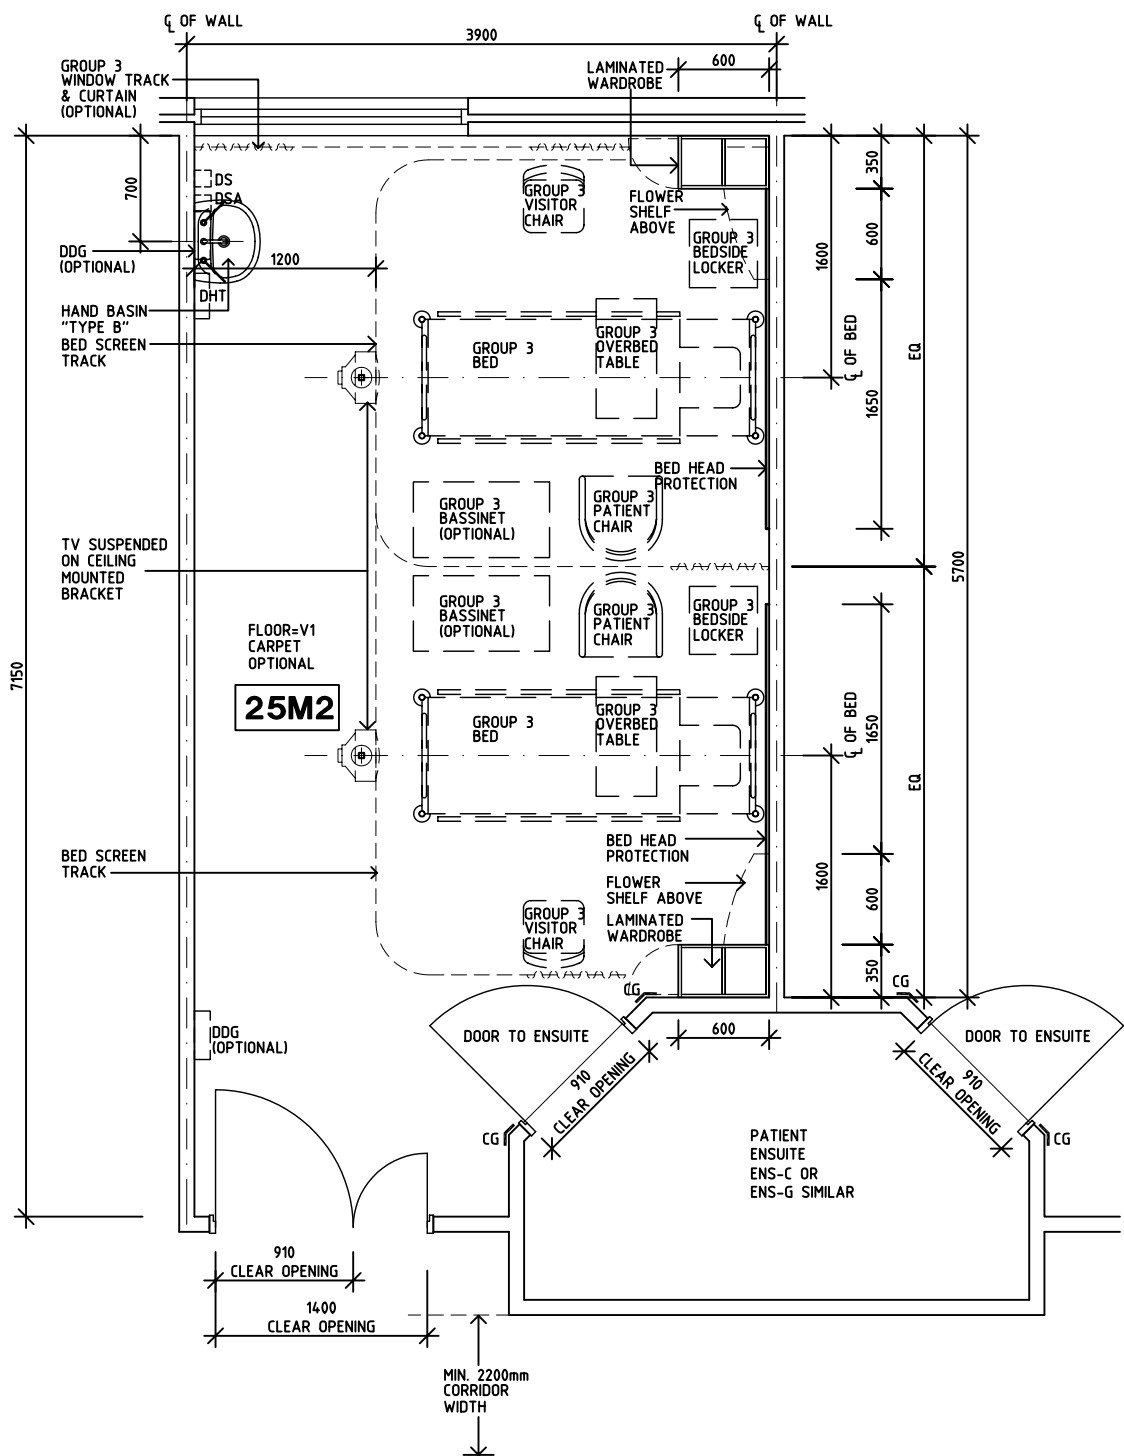 ℄ OF WALL
℄ OF WALL
3900
GROUP 3
WINDOW TRACK
& CURTAIN
(OPTIONAL)
LAMINATED
WARDROBE
600
700
DS
DSA
GROUP 3
VISITOR
CHAIR
FLOWER
SHELF
ABOVE
GROUP 3
BEDSIDE
LOCKER
350
600
1600
DDG
(OPTIONAL)
1200
DHT
HAND BASIN
"TYPE B"
BED SCREEN
TRACK
GROUP 3
BED
GROUP 3
OVERBED
TABLE
℄ OF BED
EQ
1650
BED HEAD
PROTECTION
GROUP 3
BASSINET
(OPTIONAL)
GROUP 3
PATIENT
CHAIR
TV SUSPENDED
ON CEILING
MOUNTED
BRACKET
5700
GROUP 3
BASSINET
(OPTIONAL)
GROUP 3
PATIENT
CHAIR
GROUP 3
BEDSIDE
LOCKER
FLOOR=V1
CARPET
OPTIONAL
25M2
7150
GROUP 3
BED
GROUP 3
OVERBED
TABLE
℄ OF BED
1650
EQ
BED HEAD
PROTECTION
BED SCREEN
TRACK
1600
FLOWER
SHELF ABOVE
600
GROUP 3
VISITOR
CHAIR
LAMINATED
WARDROBE
350
CG
CG
DDG
(OPTIONAL)
DOOR TO ENSUITE
600
DOOR TO ENSUITE
910
CLEAR OPENING
910
CLEAR OPENING
CG
CG
PATIENT
ENSUITE
ENS-C OR
ENS-G SIMILAR
910
CLEAR OPENING
1400
CLEAR OPENING
MIN. 2200mm
CORRIDOR
WIDTH